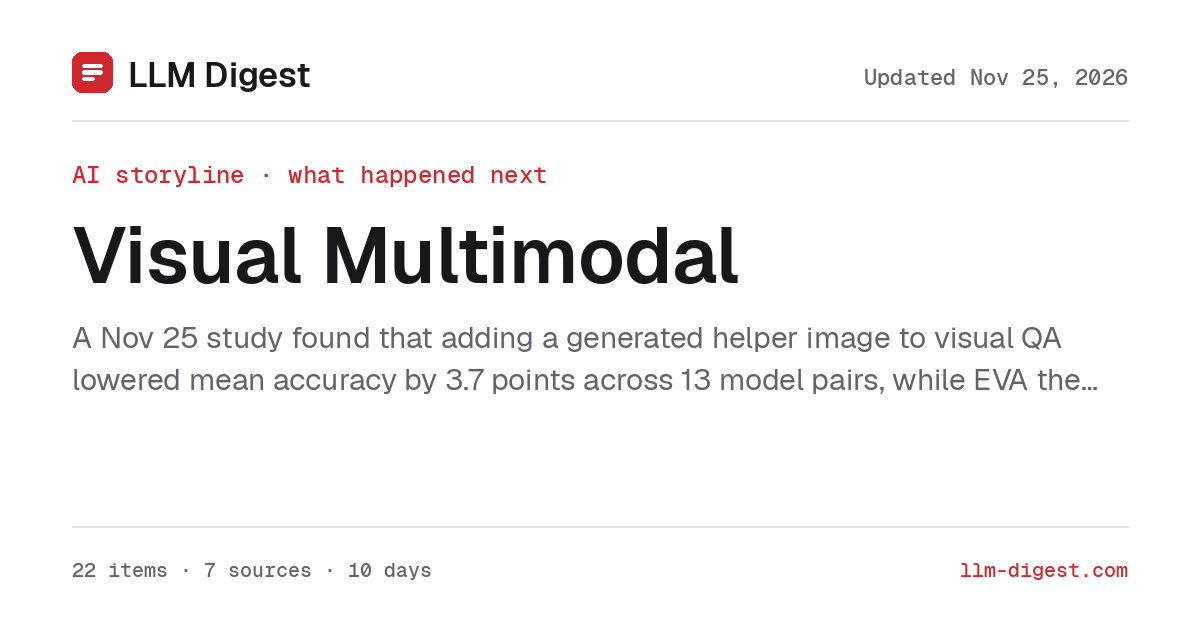 LLM Digest
Updated Nov 25, 2026
AI storyline · what happened next
Visual Multimodal
A Nov 25 study found that adding a generated helper image to visual QA
lowered mean accuracy by 3.7 points across 13 model pairs, while EVA the…
22 items · 7 sources · 10 days
llm-digest.com